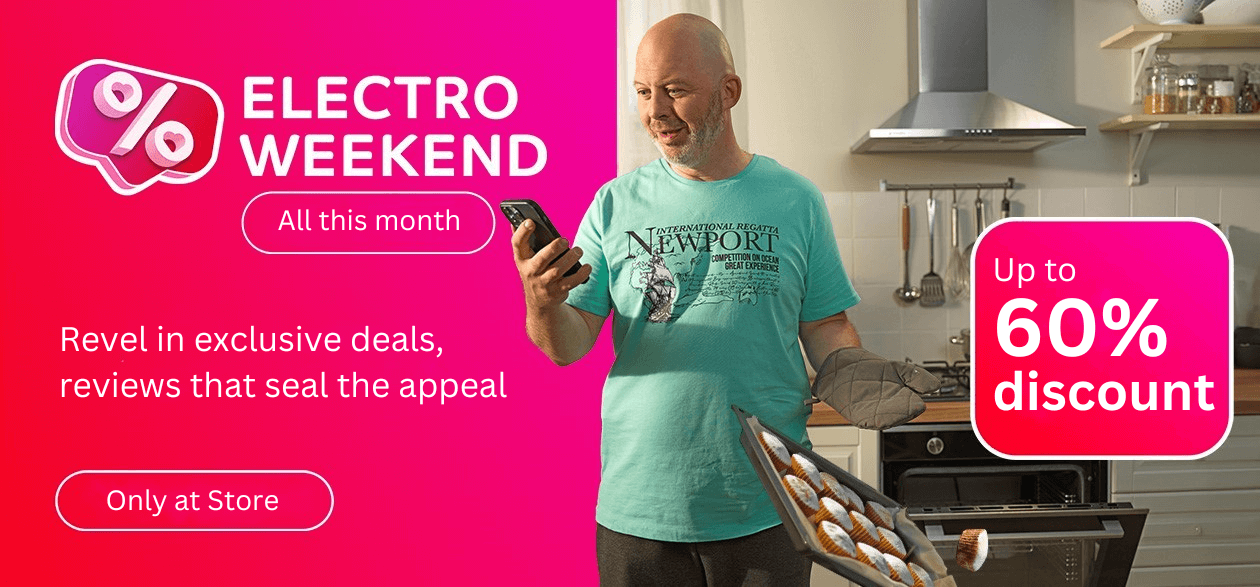 %
ELECTRO
WEEKEND
All this month
Revel in exclusive deals,
reviews that seal the appeal
Only at Store
INTERNATIONAL REGATTA
NEWPORT
COMPETITION ON OCEAN
GREAT EXPERIENCE
Up to
60%
discount